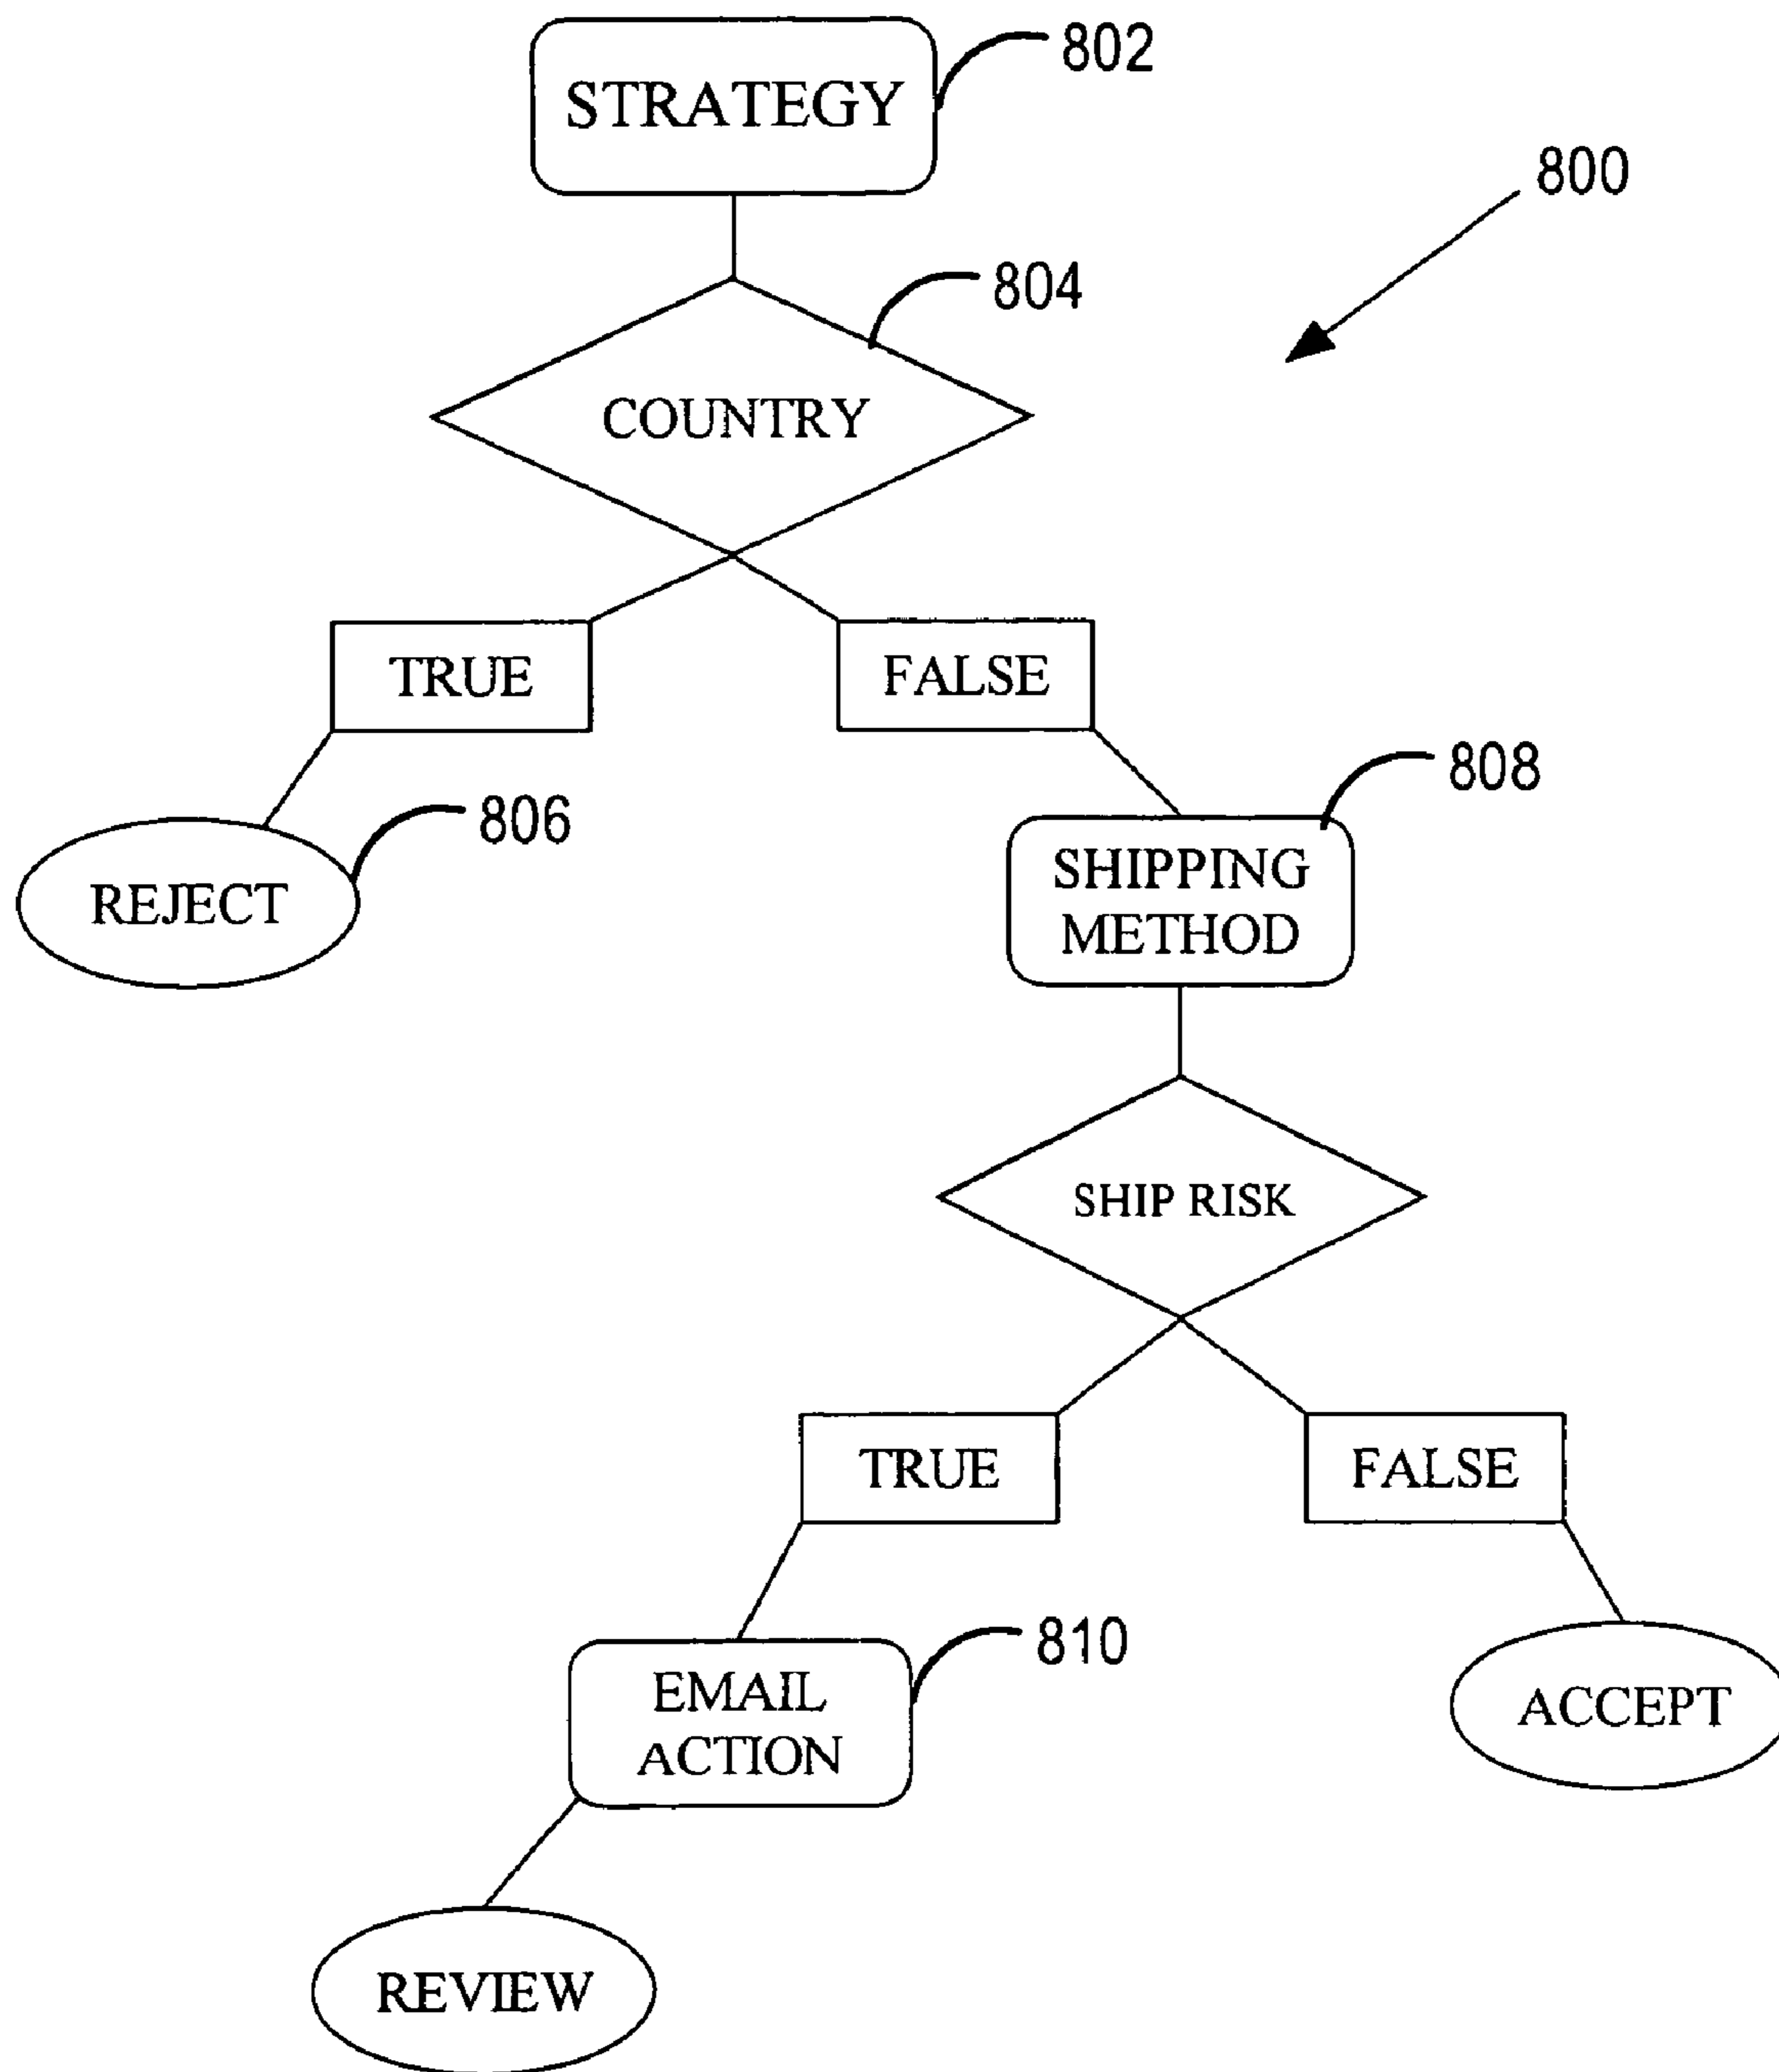 802
STRATEGY
800
804
COUNTRY
TRUE
FALSE
808
806
SHIPPING
METHOD
REJECT
SHIP RISK
TRUE
FALSE
810
EMAIL
ACTION
ACCEPT
REVIEW